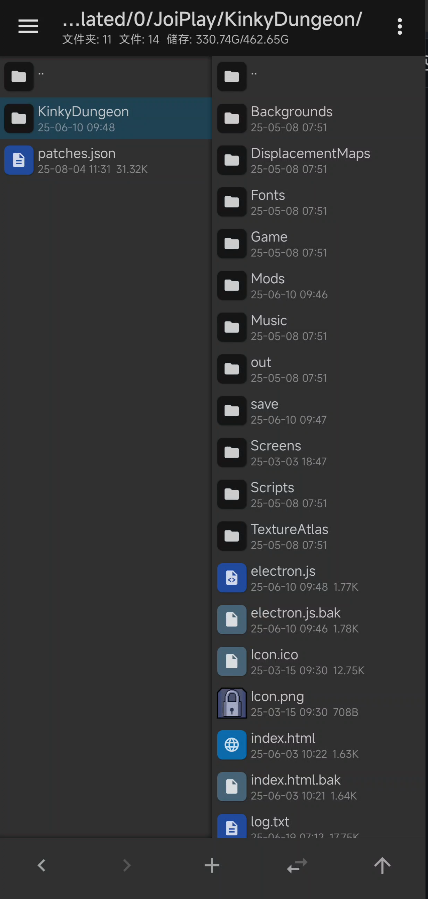 ...lated/0/JoiPlay/KinkyDungeon/
文件夹: 11 文件: 14 储存: 330.74G/462.65G
..
KinkyDungeon
25-06-10 09:48
patches.json
25-08-04 11:31 31.32K
..
Backgrounds
25-05-08 07:51
DisplacementMaps
25-05-08 07:51
Fonts
25-05-08 07:51
Game
25-05-08 07:51
Mods
25-06-10 09:46
Music
25-05-08 07:51
out
25-05-08 07:51
save
25-06-10 09:47
Screens
25-03-03 18:47
Scripts
25-05-08 07:51
TextureAtlas
25-05-08 07:51
electron.js
25-06-10 09:48 1.77K
electron.js.bak
25-06-10 09:46 1.78K
Icon.ico
25-03-15 09:30 12.75K
Icon.png
25-03-15 09:30 708B
index.html
25-06-03 10:22 1.63K
index.html.bak
25-06-03 10:21 1.64K
log.txt
25-06-19 07:12 17.75K